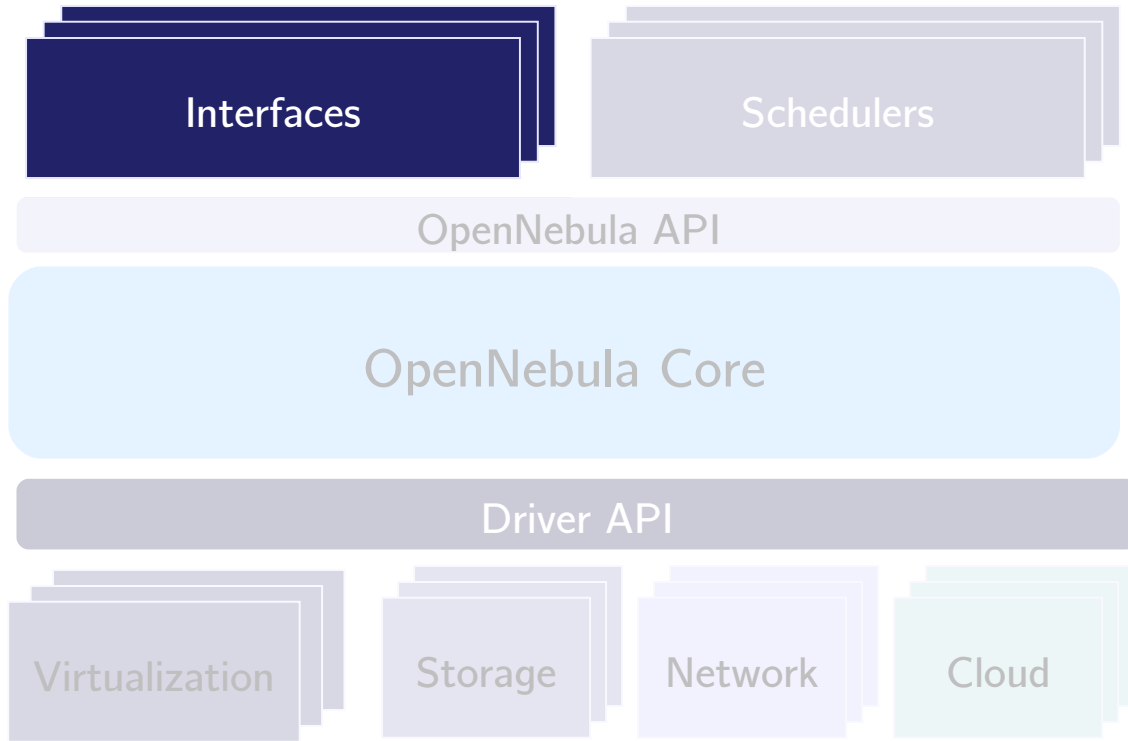 Interfaces
Schedulers
OpenNebula API
OpenNebula Core
Driver API
Virtualization
Storage
Network
Cloud